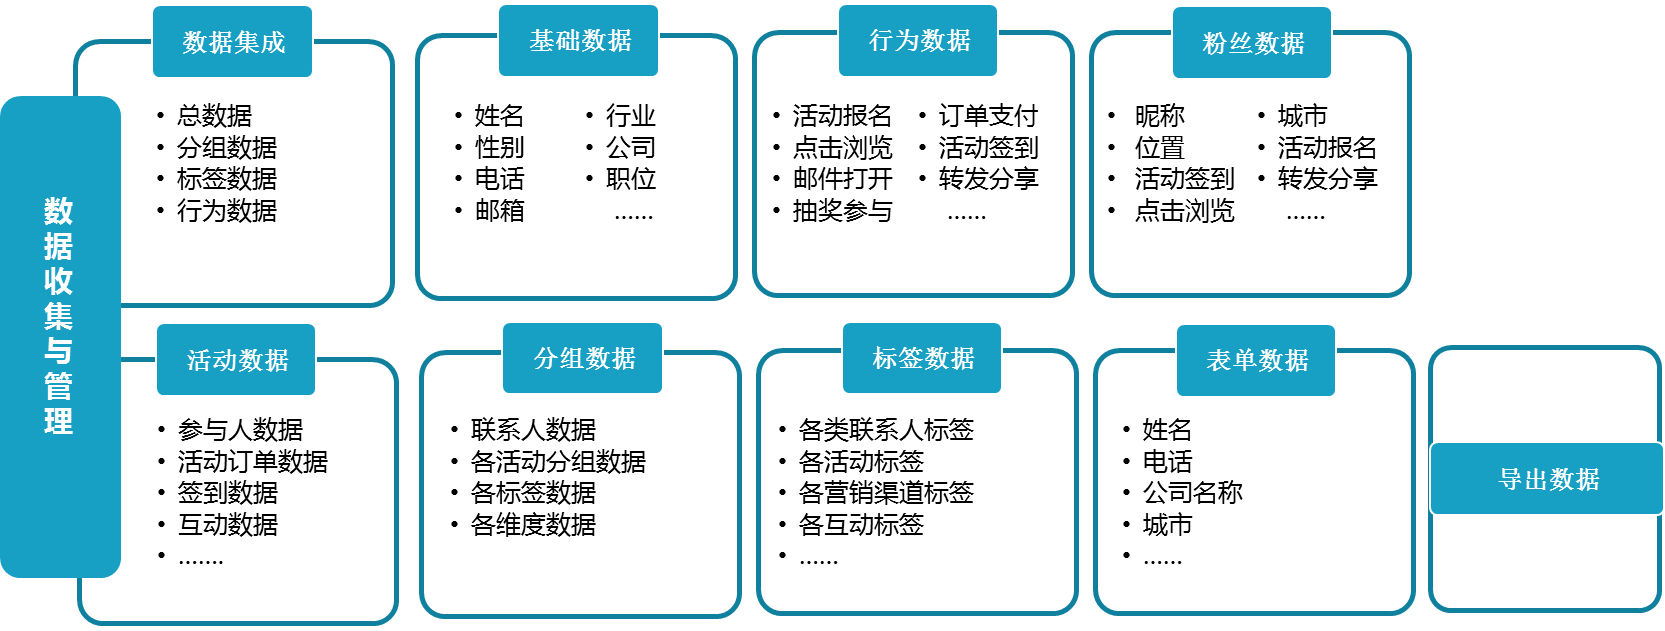 数据收集与管理
数据集成
• 总数据
• 分组数据
• 标签数据
• 行为数据
基础数据
• 姓名
• 性别
• 电话
• 邮箱
• 行业
• 公司
• 职位
......
行为数据
• 活动报名
• 点击浏览
• 邮件打开
• 抽奖参与
• 订单支付
• 活动签到
• 转发分享
......
粉丝数据
• 昵称
• 位置
• 活动签到
• 点击浏览
• 城市
• 活动报名
• 转发分享
......
活动数据
• 参与人数据
• 活动订单数据
• 签到数据
• 互动数据
• .......
分组数据
• 联系人数据
• 各活动分组数据
• 各标签数据
• 各维度数据
标签数据
• 各类联系人标签
• 各活动标签
• 各营销渠道标签
• 各互动标签
• ......
表单数据
• 姓名
• 电话
• 公司名称
• 城市
• ......
导出数据